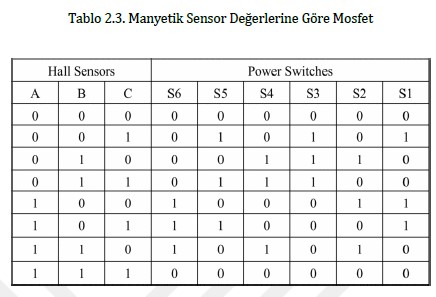 Tablo 2.3. Manyetik Sensor Değerlerine Göre Mosfet
Hall Sensors Power Switches
A B C S6 S5 S4 S3 S2 S1
0 0 0 0 0 0 0 0 0
0 0 1 0 1 0 1 0 1
0 1 0 0 0 1 1 1 0
0 1 1 0 1 1 1 0 0
1 0 0 1 0 0 0 1 1
1 0 1 1 1 0 0 0 1
1 1 0 1 0 1 0 1 0
1 1 1 0 0 0 0 0 0